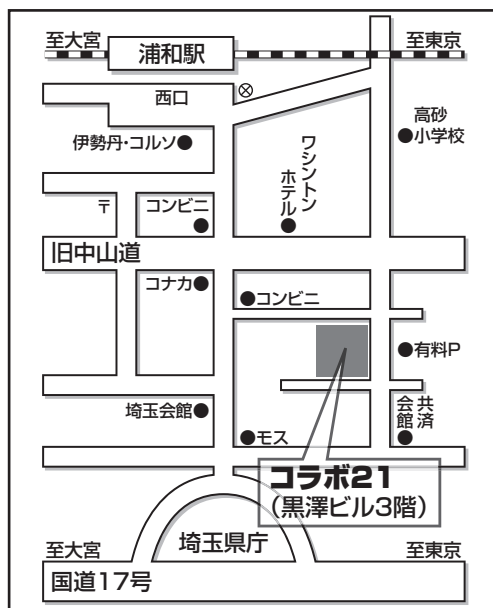 至大宮
浦和駅
至東京
西口
高砂
小学校
伊勢丹・コルソ
ワシントン
ホテル
〒
コンビニ
旧中山道
コナカ
コンビニ
有料P
埼玉会館
共済
会館
モス
コラボ21
（黒澤ビル3階）
至大宮
埼玉県庁
至東京
国道17号